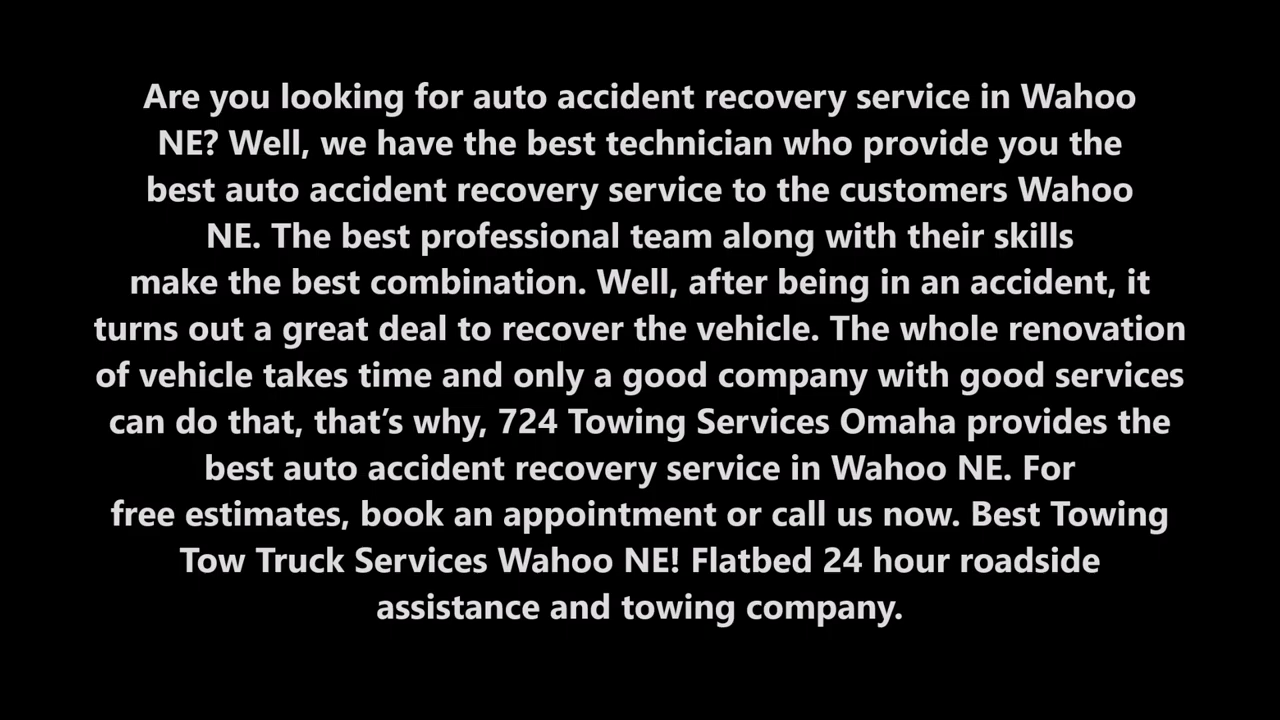 Are you looking for auto accident recovery service in Wahoo
NE? Well, we have the best technician who provide you the
best auto accident recovery service to the customers Wahoo
NE. The best professional team along with their skills
make the best combination. Well, after being in an accident, it
turns out a great deal to recover the vehicle. The whole renovation
of vehicle takes time and only a good company with good services
can do that, that’s why, 724 Towing Services Omaha provides the
best auto accident recovery service in Wahoo NE. For
free estimates, book an appointment or call us now. Best Towing
Tow Truck Services Wahoo NE! Flatbed 24 hour roadside
assistance and towing company.